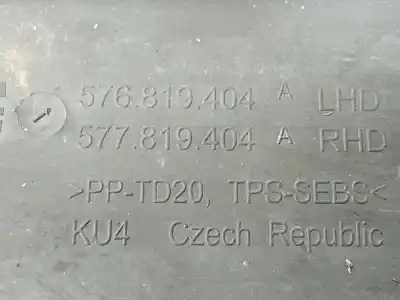 576.819.404 A LHD
577.819.404 A RHD
>PP-TD20, TPS-SEBS<
KU4 Czech Republic